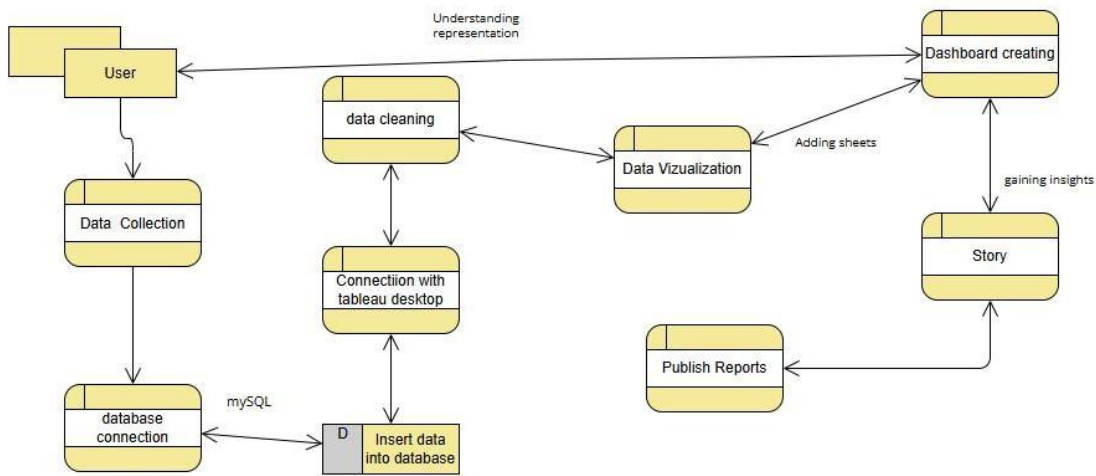 Understanding
representation
User
Dashboard creating
data cleaning
Data Vizualization
Adding sheets
gaining insights
Data Collection
Story
Connectiion with
tableau desktop
Publish Reports
mySQL
database
connection
D
Insert data
into database